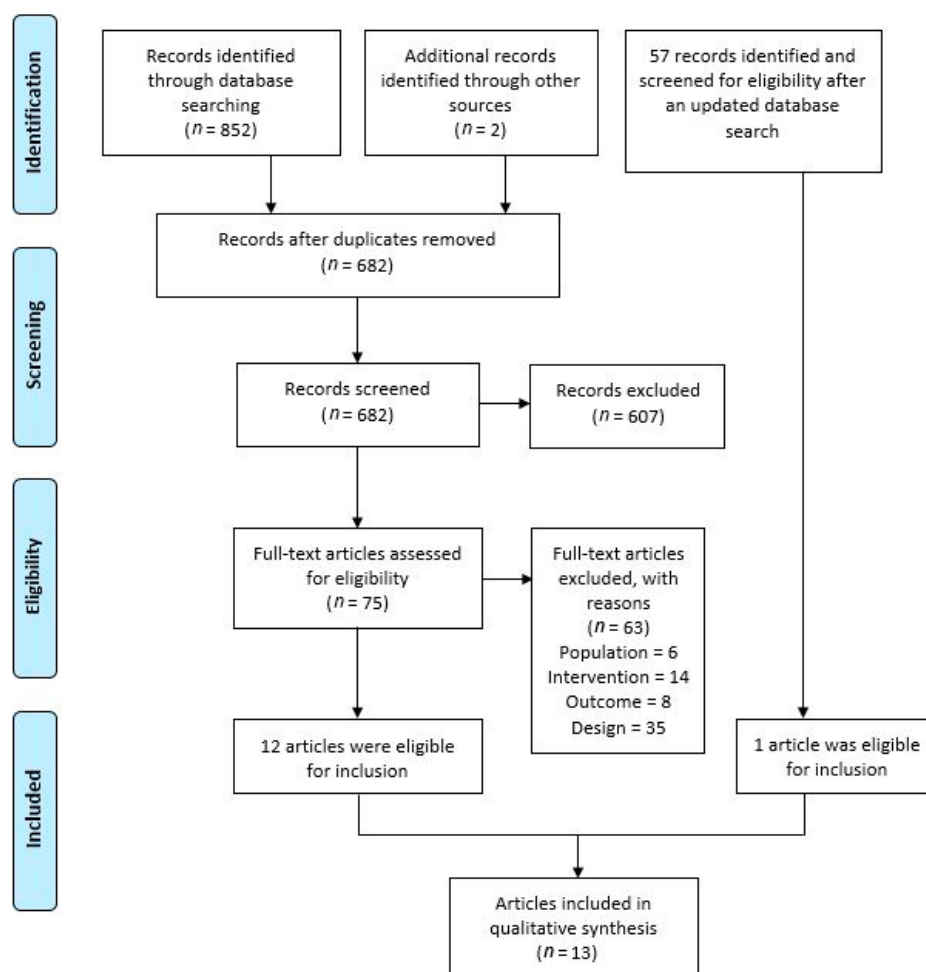 Identification
Records identified
through database
searching
(n = 852)
Additional records
identified through other
sources
(n = 2)
57 records identified and
screened for eligibility after
an updated database
search
Records after duplicates removed
(n = 682)
Screening
Records screened
(n = 682)
Records excluded
(n = 607)
Eligibility
Full-text articles assessed
for eligibility
(n = 75)
Full-text articles
excluded, with
reasons
(n = 63)
Population = 6
Intervention = 14
Outcome = 8
Design = 35
Included
12 articles were eligible
for inclusion
1 article was eligible
for inclusion
Articles included in
qualitative synthesis
(n = 13)